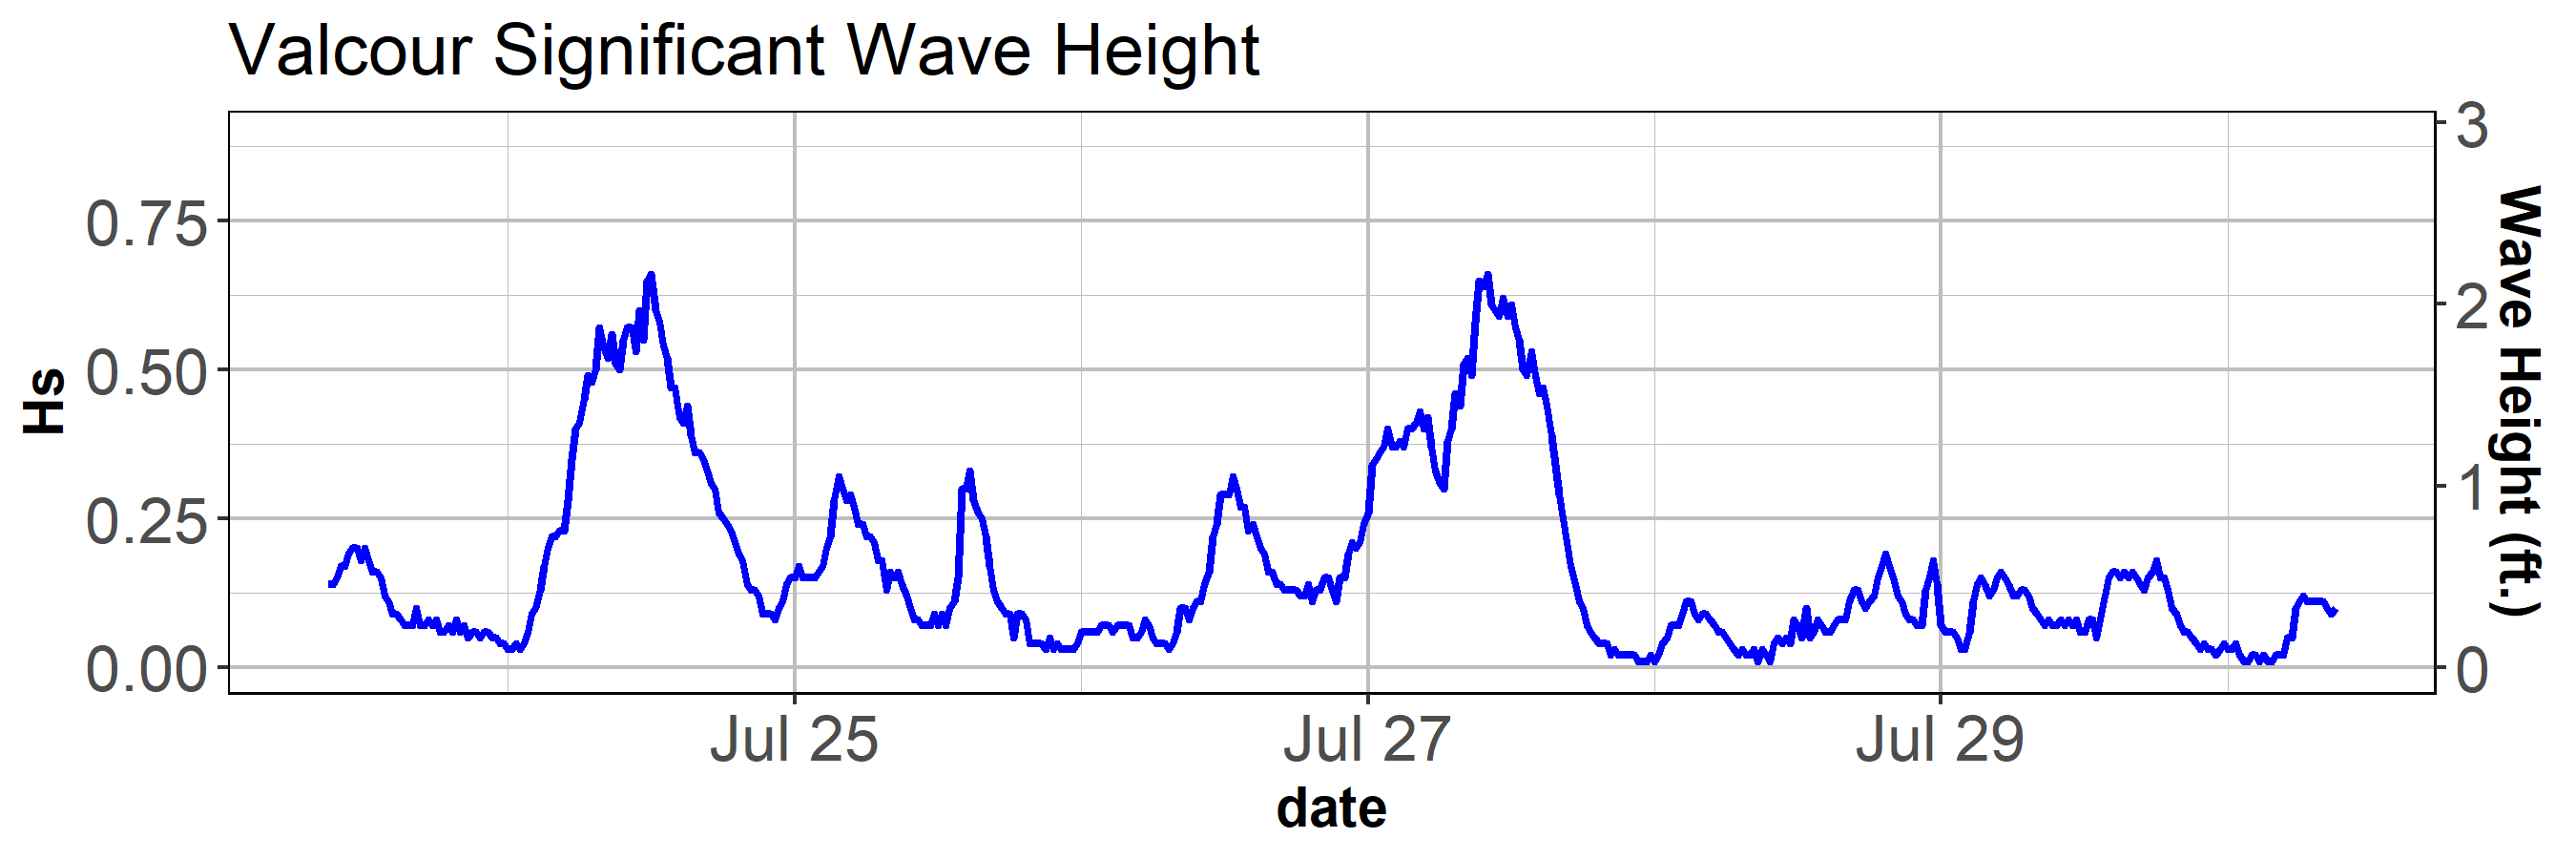 Valcour Significant Wave Height
Hs
0.75
0.50
0.25
0.00
3
2
1
0
Wave Height (ft.)
Jul 25
Jul 27
Jul 29
date